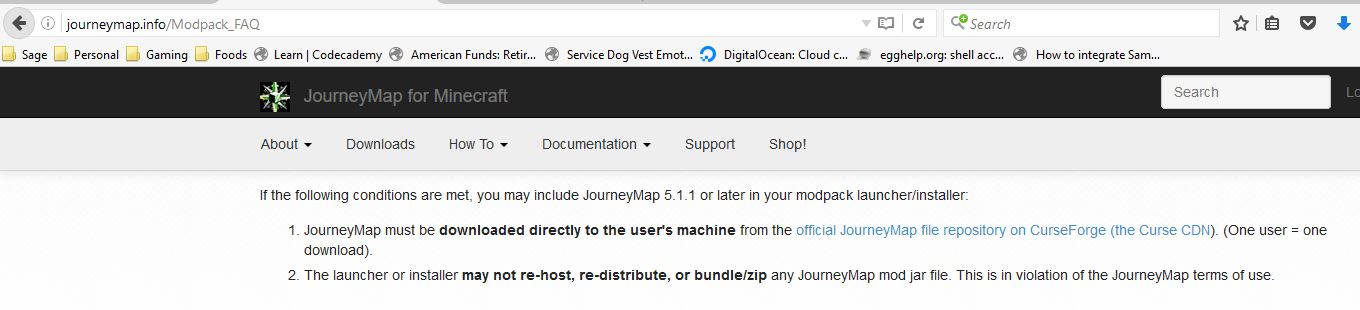 journeymap.info/Modpack_FAQ
Search
Sage Personal Gaming Foods Learn | Codecademy American Funds: Retir... Service Dog Vest Emot... DigitalOcean: Cloud c... egghelp.org: shell acc... How to integrate Sam...
JourneyMap for Minecraft
Search
Lo
About Downloads How To Documentation Support Shop!
If the following conditions are met, you may include JourneyMap 5.1.1 or later in your modpack launcher/installer:
1. JourneyMap must be downloaded directly to the user's machine from the official JourneyMap file repository on CurseForge (the Curse CDN). (One user = one
download).
2. The launcher or installer may not re-host, re-distribute, or bundle/zip any JourneyMap mod jar file. This is in violation of the JourneyMap terms of use.